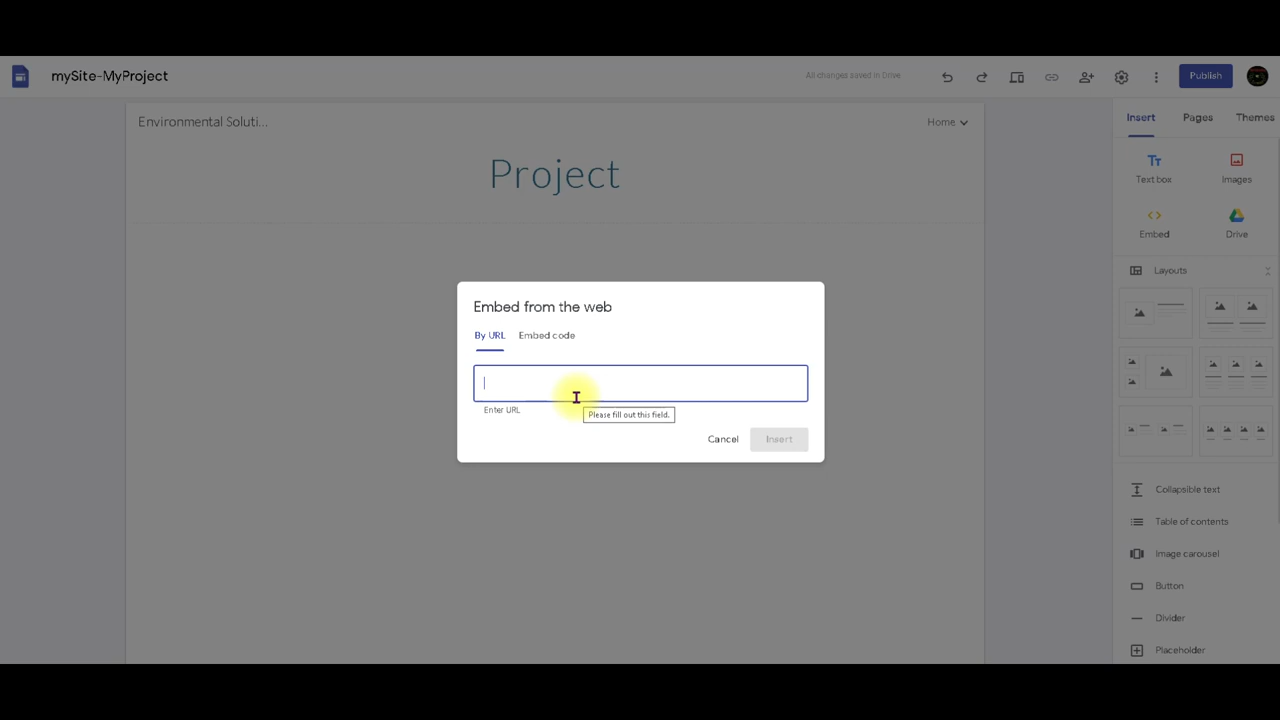 mySite-MyProject
All changes saved in Drive
Publish
Environmental Soluti...
Home
Insert Pages Themes
Project
Text box Images
Embed Drive
Layouts
Embed from the web
By URL Embed code
Enter URL
Please fill out this field.
Cancel Insert
Collapsible text
Table of contents
Image carousel
Button
Divider
Placeholder